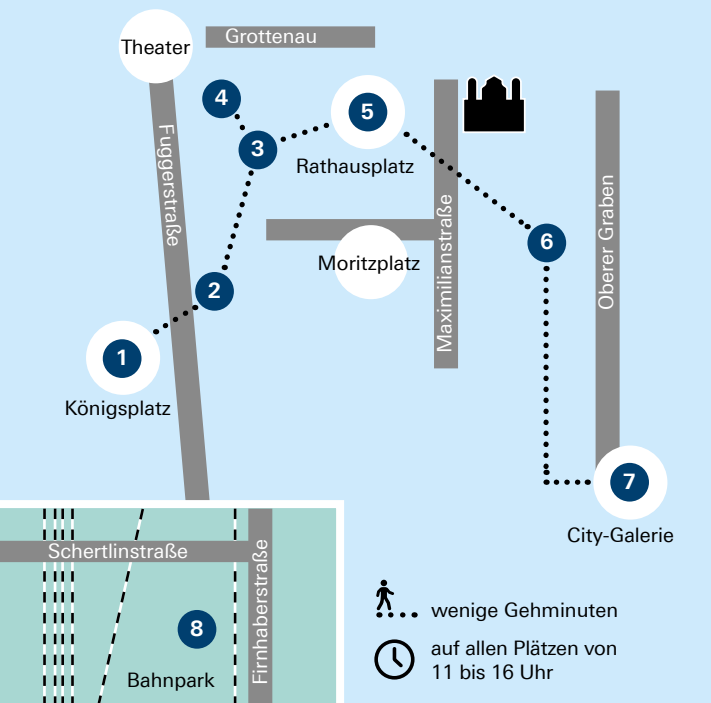 Theater
Grottenau
4
5
3
Rathausplatz
Fuggerstraße
Maximilianstraße
Oberer Graben
6
Moritzplatz
2
1
Königsplatz
7
City-Galerie
Schertlinstraße
Firnhaberstraße
8
Bahnpark
wenige Gehminuten
auf allen Plätzen von
11 bis 16 Uhr